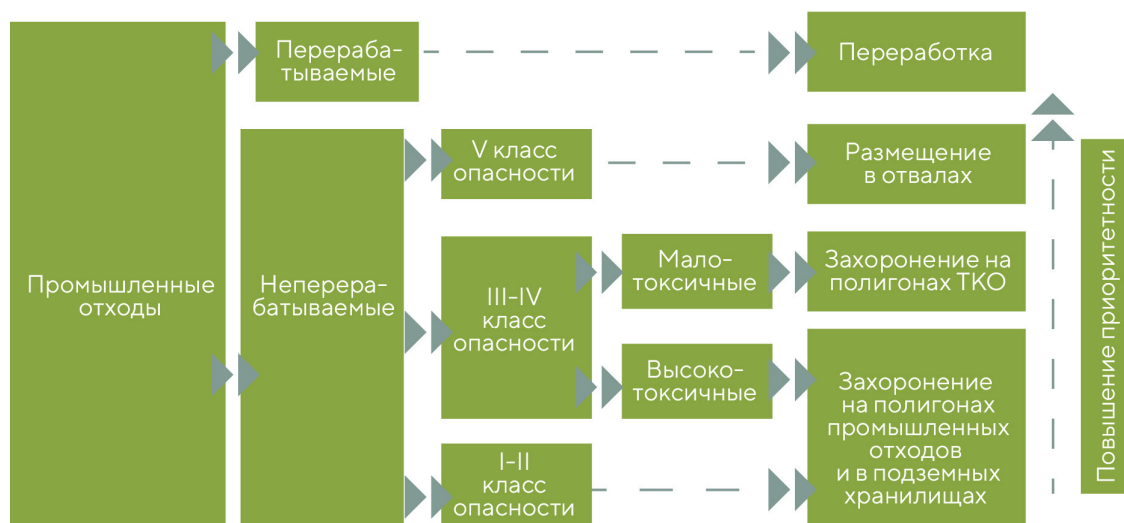 Промышленные
отходы
Перераба-
тываемые
Переработка
Неперера-
батываемые
V класс
опасности
Размещение
в отвалах
III-IV
класс
опасности
Мало-
токсичные
Захоронение на
полигонах ТКО
Высоко-
токсичные
Захоронение
на полигонах
промышленных
отходов
и в подземных
хранилищах
I-II
класс
опасности
Повышение приоритетности